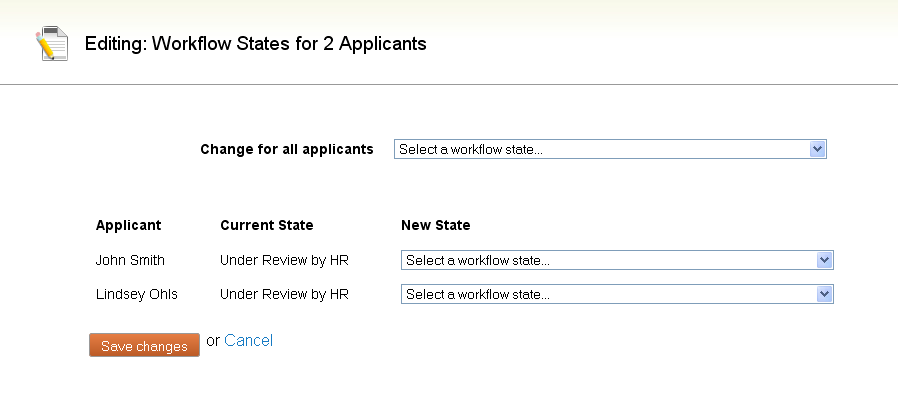 Editing: Workflow States for 2 Applicants
Change for all applicants Select a workflow state...
Applicant Current State New State
John Smith Under Review by HR Select a workflow state...
Lindsey Ohls Under Review by HR Select a workflow state...
Save changes or Cancel